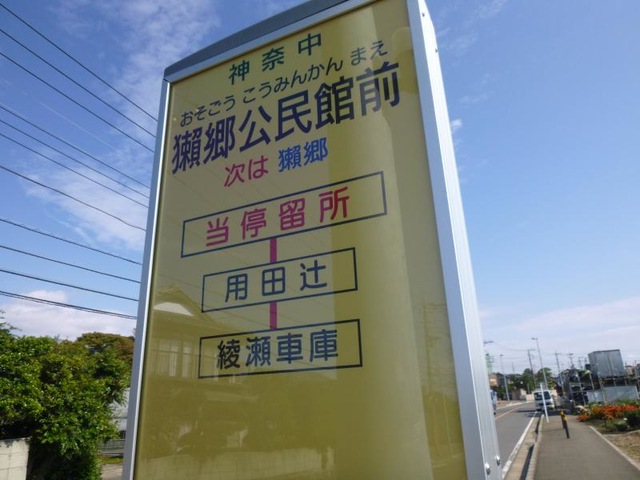 神奈中
おそごう こうみんかん まえ
獺郷公民館前
次は 獺郷
当停留所
用田辻
綾瀬車庫